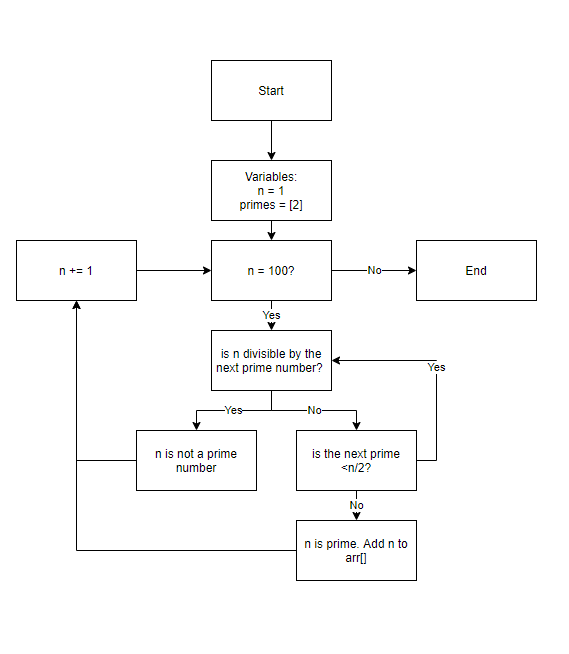 Start
Variables:
n = 1
primes = [2]
n += 1
n = 100?
No
End
Yes
is n divisible by the
next prime number?
Yes
Yes
No
n is not a prime
number
is the next prime
<n/2?
No
n is prime. Add n to
arr[]